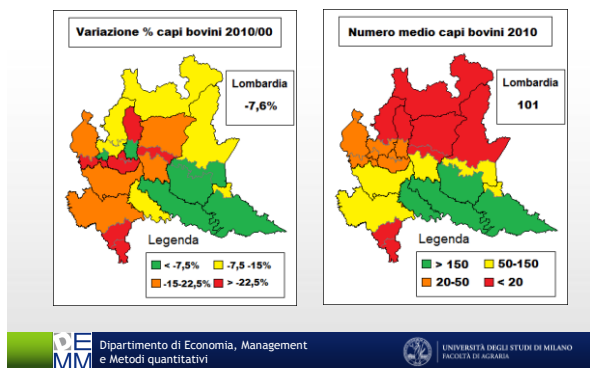 Variazione % capi bovini 2010/00
Lombardia
-7,6%
Legenda
< -7,5%
-7,5 -15%
-15-22,5%
> -22,5%
Numero medio capi bovini 2010
Lombardia
101
Legenda
> 150
50-150
20-50
< 20
DE
MM
Dipartimento di Economia, Management
e Metodi quantitativi
UNIVERSITÀ DEGLI STUDI DI MILANO
FACOLTÀ DI AGRARIA